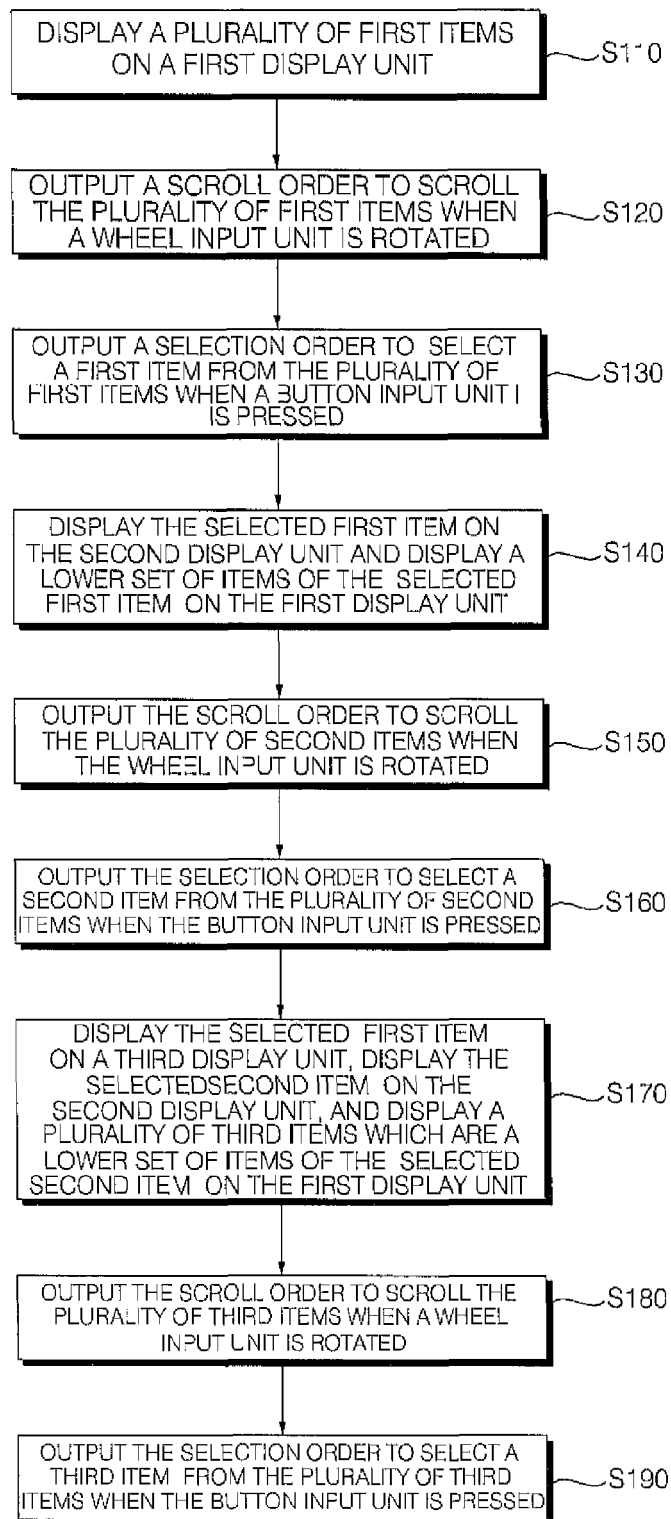 DISPLAY A PLURALITY OF FIRST ITEMS
ON A FIRST DISPLAY UNIT
S110
OUTPUT A SCROLL ORDER TO SCROLL
THE PLURALITY OF FIRST ITEMS WHEN
A WHEEL INPUT UNIT IS ROTATED
S120
OUTPUT A SELECTION ORDER TO SELECT
A FIRST ITEM FROM THE PLURALITY OF
FIRST ITEMS WHEN A BUTTON INPUT UNIT I
IS PRESSED
S130
DISPLAY THE SELECTED FIRST ITEM ON
THE SECOND DISPLAY UNIT AND DISPLAY A
LOWER SET OF ITEMS OF THE SELECTED
FIRST ITEM ON THE FIRST DISPLAY UNIT
S140
OUTPUT THE SCROLL ORDER TO SCROLL
THE PLURALITY OF SECOND ITEMS WHEN
THE WHEEL INPUT UNIT IS ROTATED
S150
OUTPUT THE SELECTION ORDER TO SELECT A
SECOND ITEM FROM THE PLURALITY OF SECOND
ITEMS WHEN THE BUTTON INPUT UNIT IS PRESSED
S160
DISPLAY THE SELECTED FIRST ITEM
ON A THIRD DISPLAY UNIT, DISPLAY THE
SELECTEDSECOND ITEM ON THE
SECOND DISPLAY UNIT, AND DISPLAY A
PLURALITY OF THIRD ITEMS WHICH ARE A
LOWER SET OF ITEMS OF THE SELECTED
SECOND ITEM ON THE FIRST DISPLAY UNIT
S170
OUTPUT THE SCROLL ORDER TO SCROLL THE
PLURALITY OF THIRD ITEMS WHEN A WHEEL
INPUT UNIT IS ROTATED
S180
OUTPUT THE SELECTION ORDER TO SELECT A
THIRD ITEM FROM THE PLURALITY OF THIRD
ITEMS WHEN THE BUTTON INPUT UNIT IS PRESSED
S190